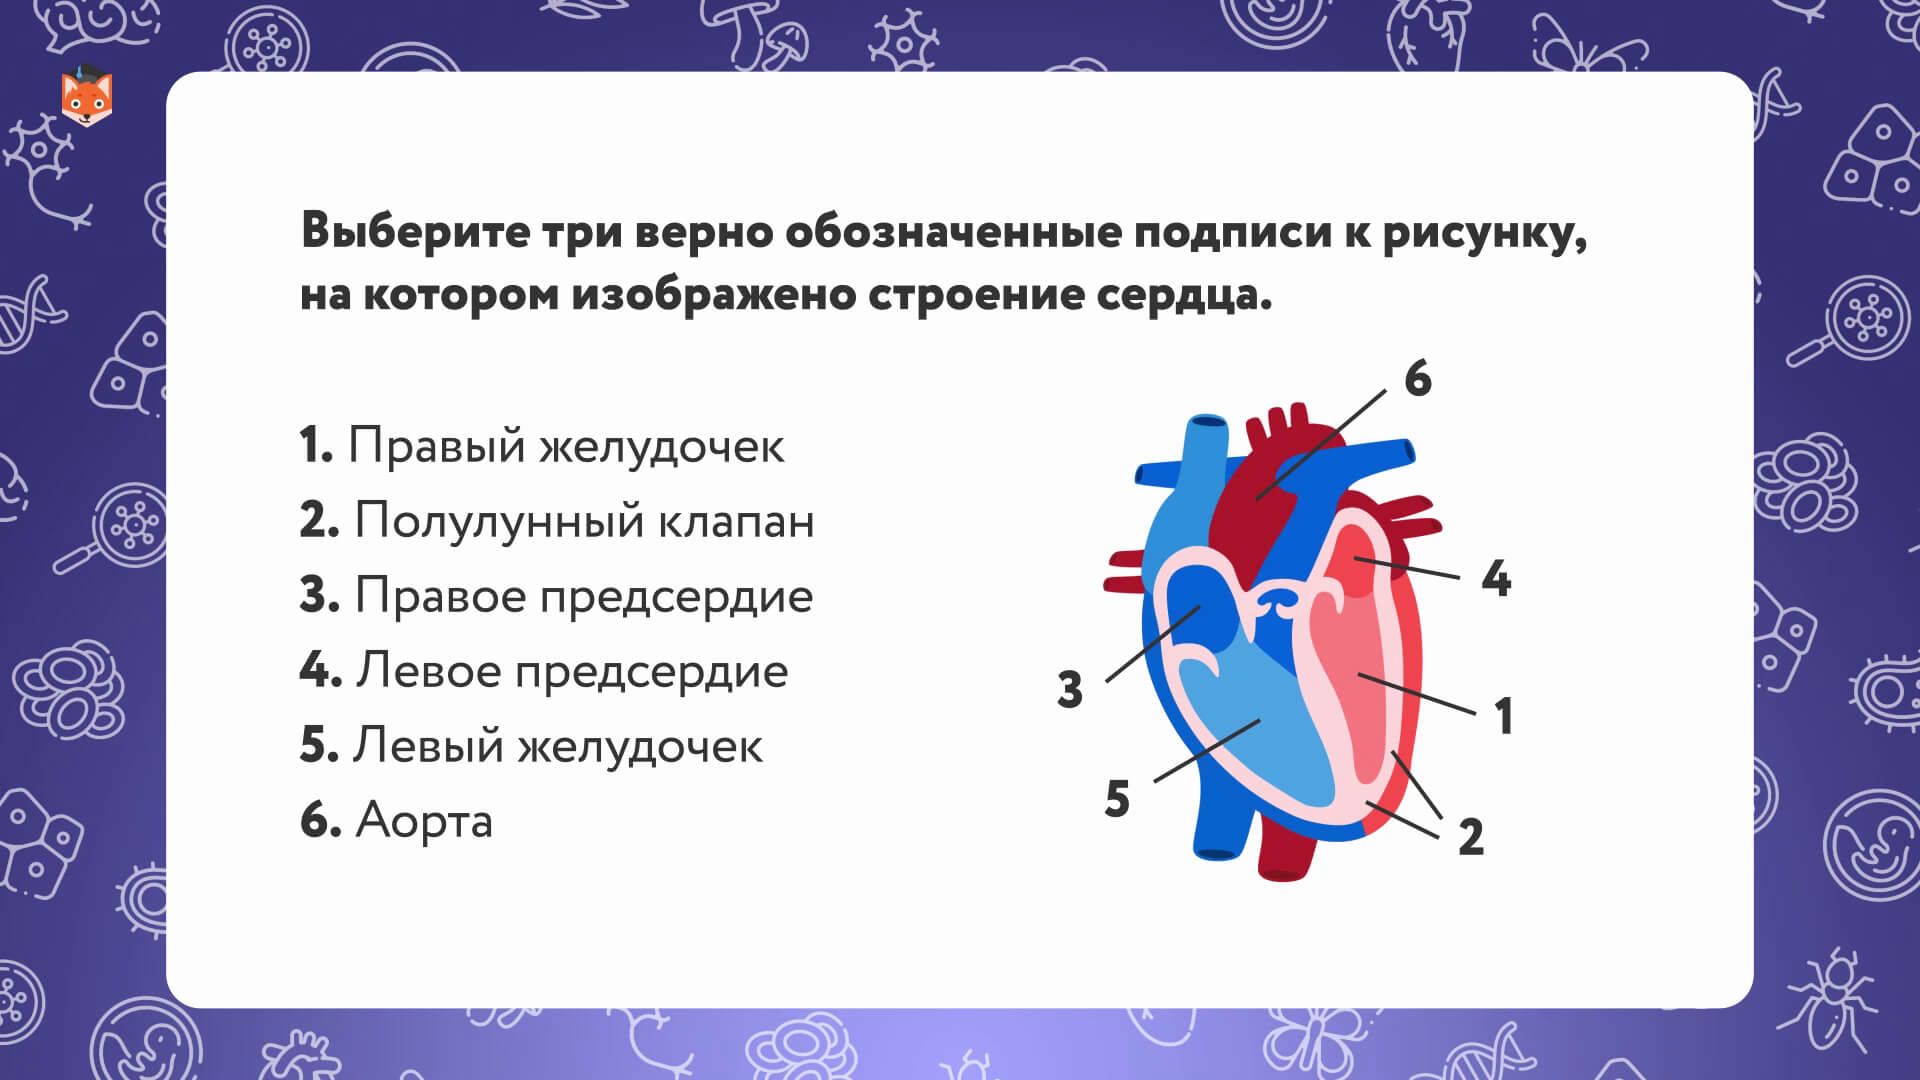 Выберите три верно обозначенные подписи к рисунку,
на котором изображено строение сердца.
1. Правый желудочек
2. Полулунный клапан
3. Правое предсердие
4. Левое предсердие
5. Левый желудочек
6. Аорта
6
4
3
1
5
2